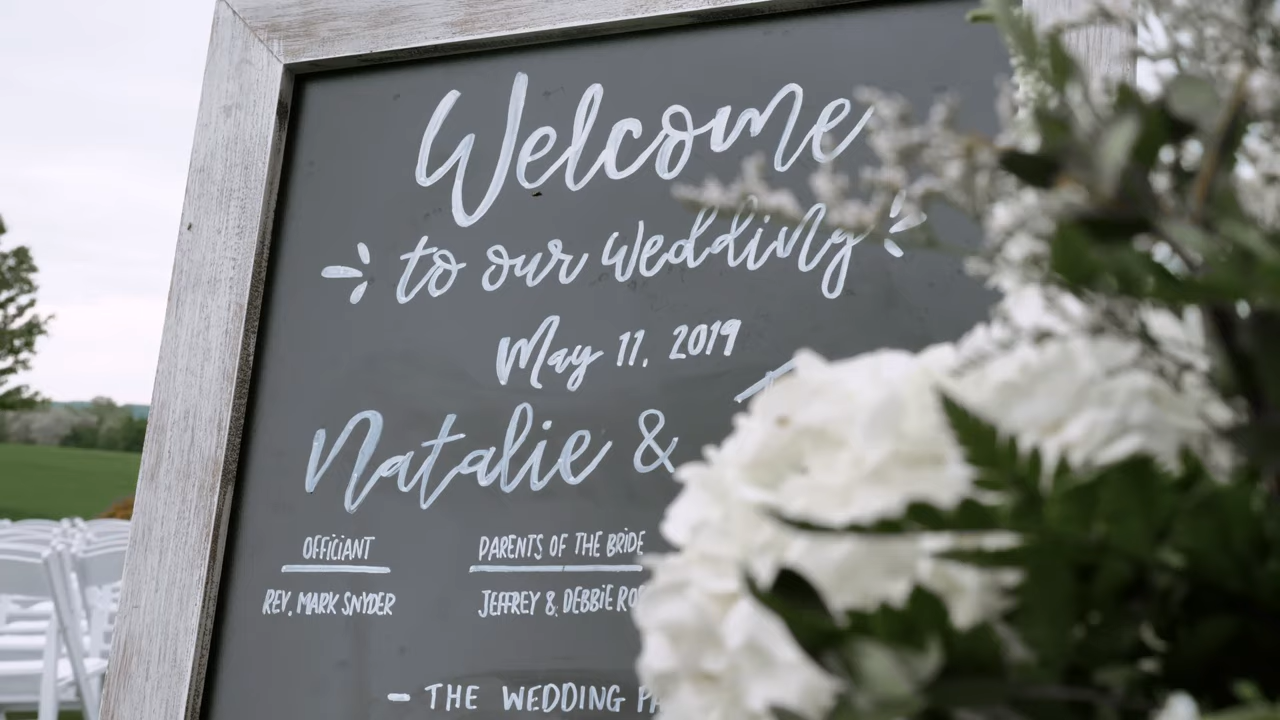 Welcome
to our wedding
May 11, 2019
Natalie &
OFFICIANT
PARENTS OF THE BRIDE
REV. MARK SNYDER
JEFFREY & DEBBIE
- THE WEDDING